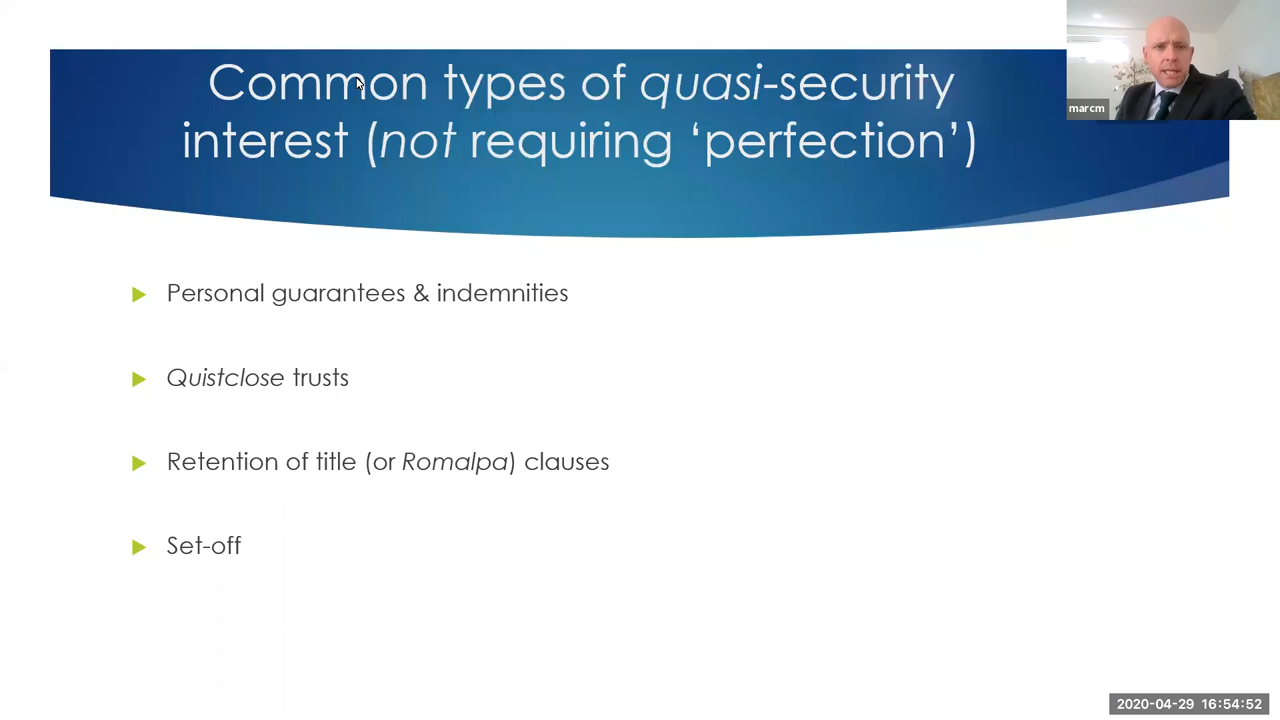 Common types of quasi-security
interest (not requiring ‘perfection’)
marcm
Personal guarantees & indemnities
Quistclose trusts
Retention of title (or Romalpa) clauses
Set-off
2020-04-29 16:54:52